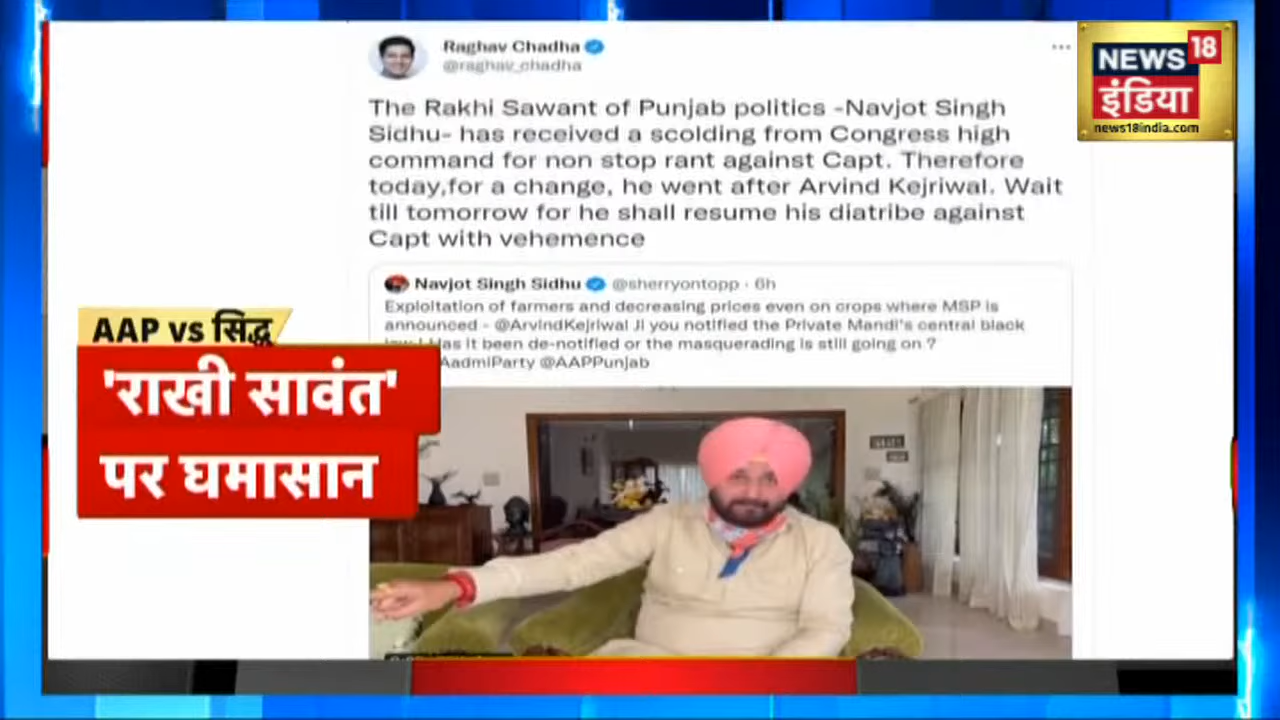 Raghav Chadha
@raghav_chadha
The Rakhi Sawant of Punjab politics -Navjot Singh
Sidhu- has received a scolding from Congress high
command for non stop rant against Capt. Therefore
today,for a change, he went after Arvind Kejriwal. Wait
till tomorrow for he shall resume his diatribe against
Capt with vehemence
Navjot Singh Sidhu @sherryontopp · 6h
Exploitation of farmers and decreasing prices even on crops where MSP is
announced - @ArvindKejriwal Ji you notified the Private Mandi's central black
Has it been de-notified or the masquerading is still going on ?
AadmiParty @AAPPunjab
NEWS 18
इंडिया
news18india.com
AAP vs सिद्धू
'राखी सावंत'
पर घमासान